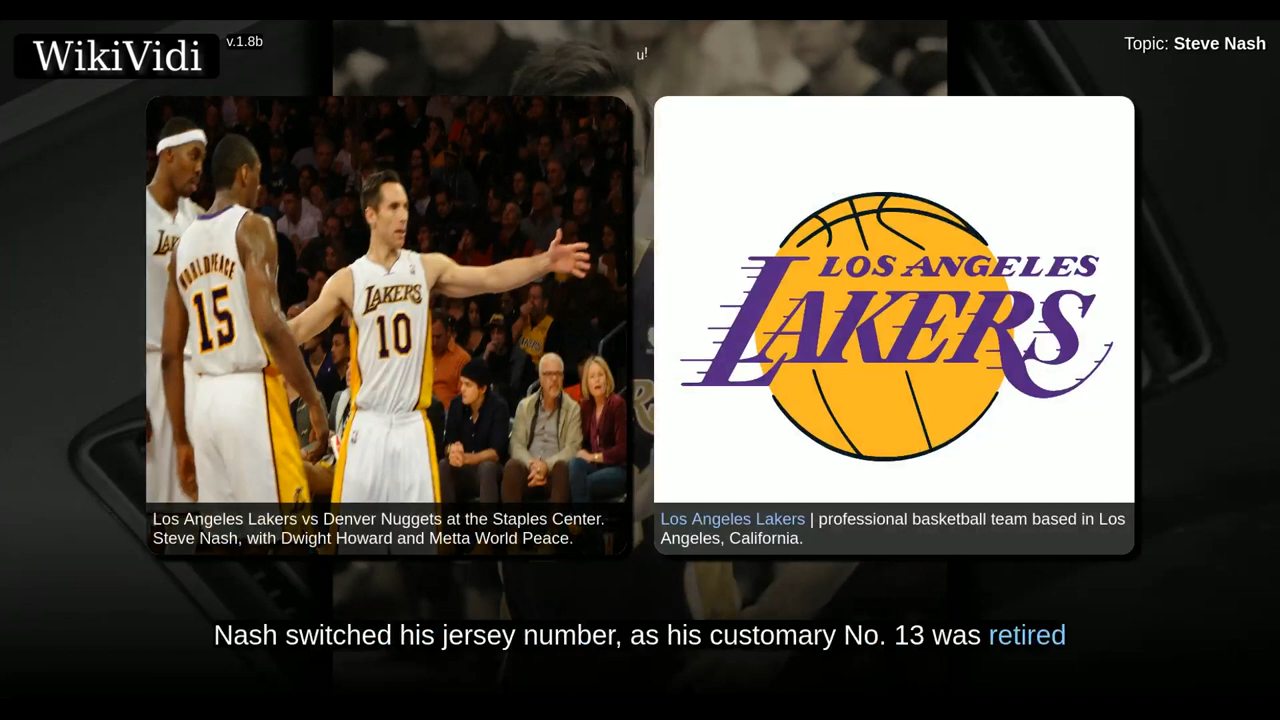 WikiVidi
v.1.8b
u!
Topic: Steve Nash
LAKERS
WORLDPEACE
15
LAKERS
10
LOS ANGELES
LAKERS
Los Angeles Lakers vs Denver Nuggets at the Staples Center.
Steve Nash, with Dwight Howard and Metta World Peace.
Los Angeles Lakers | professional basketball team based in Los
Angeles, California.
Nash switched his jersey number, as his customary No. 13 was retired